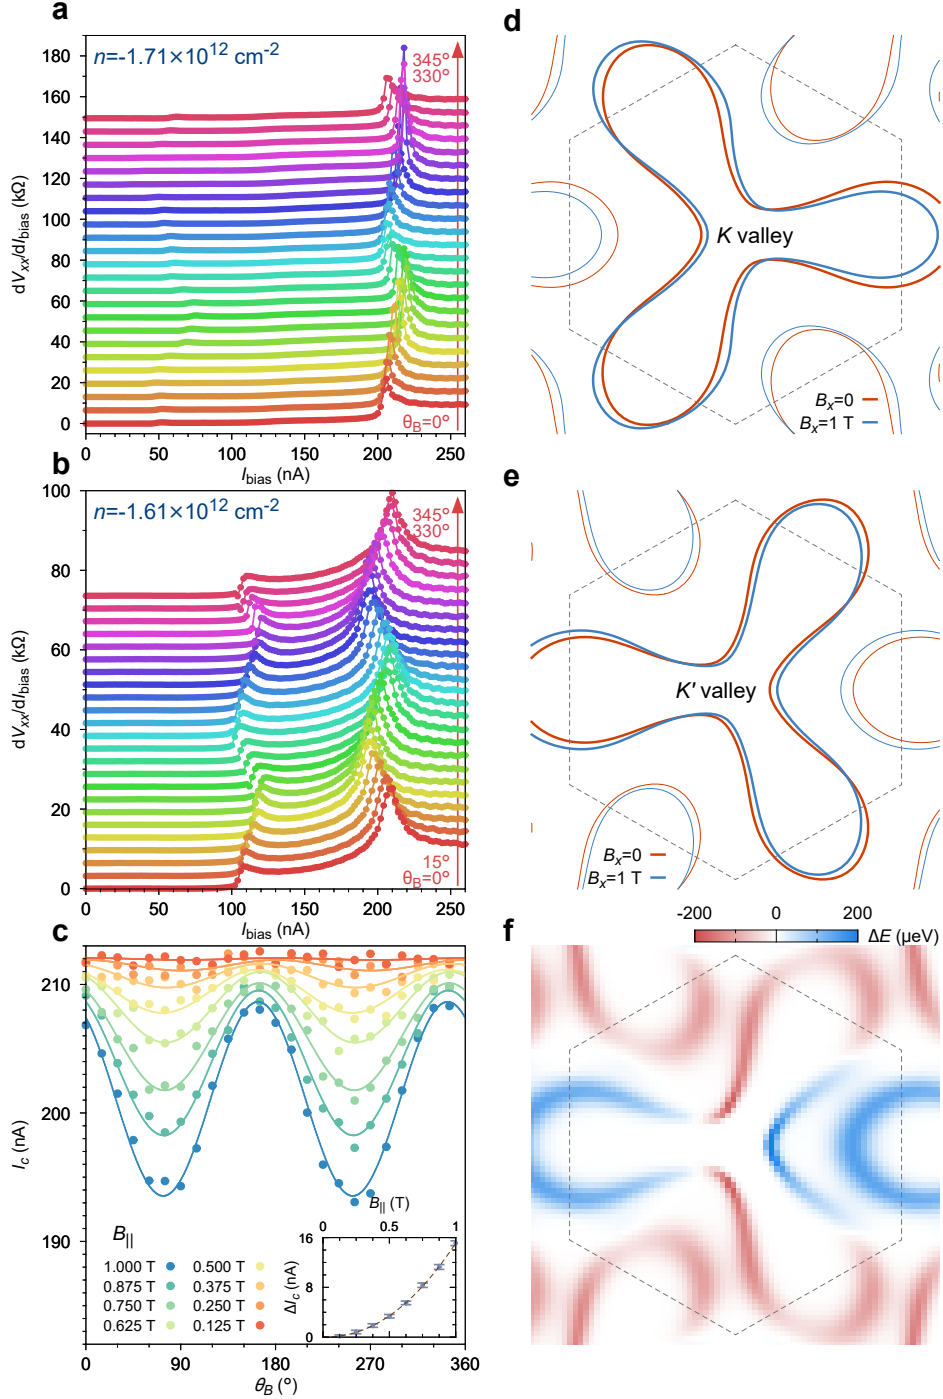 a
n=-1.71×10¹² cm⁻²
345°
330°
θB=0°
dVxx/dIbias (kΩ)
180
160
140
120
100
80
60
40
20
0
0 50 100 150 200 250
Ibias (nA)
b
n=-1.61×10¹² cm⁻²
345°
330°
15°
θB=0°
dVxx/dIbias (kΩ)
100
80
60
40
20
0
0 50 100 150 200 250
Ibias (nA)
c
Ic (nA)
210
200
190
0 90 180 270 360
θB (°)
B||
1.000 T
0.875 T
0.750 T
0.625 T
0.500 T
0.375 T
0.250 T
0.125 T
B|| (T)
0 0.5 1
ΔIc (nA)
16
8
0
d
K valley
Bx=0
Bx=1 T
e
K' valley
Bx=0
Bx=1 T
f
-200 0 200
ΔE (μeV)